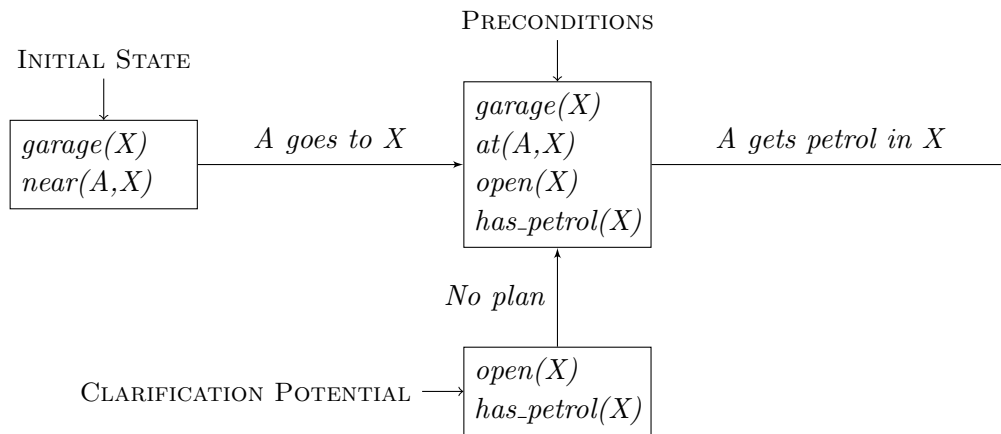 PRECONDITIONS
INITIAL STATE
garage(X)
near(A,X)
A goes to X
garage(X)
at(A,X)
open(X)
has_petrol(X)
A gets petrol in X
No plan
CLARIFICATION POTENTIAL
open(X)
has_petrol(X)